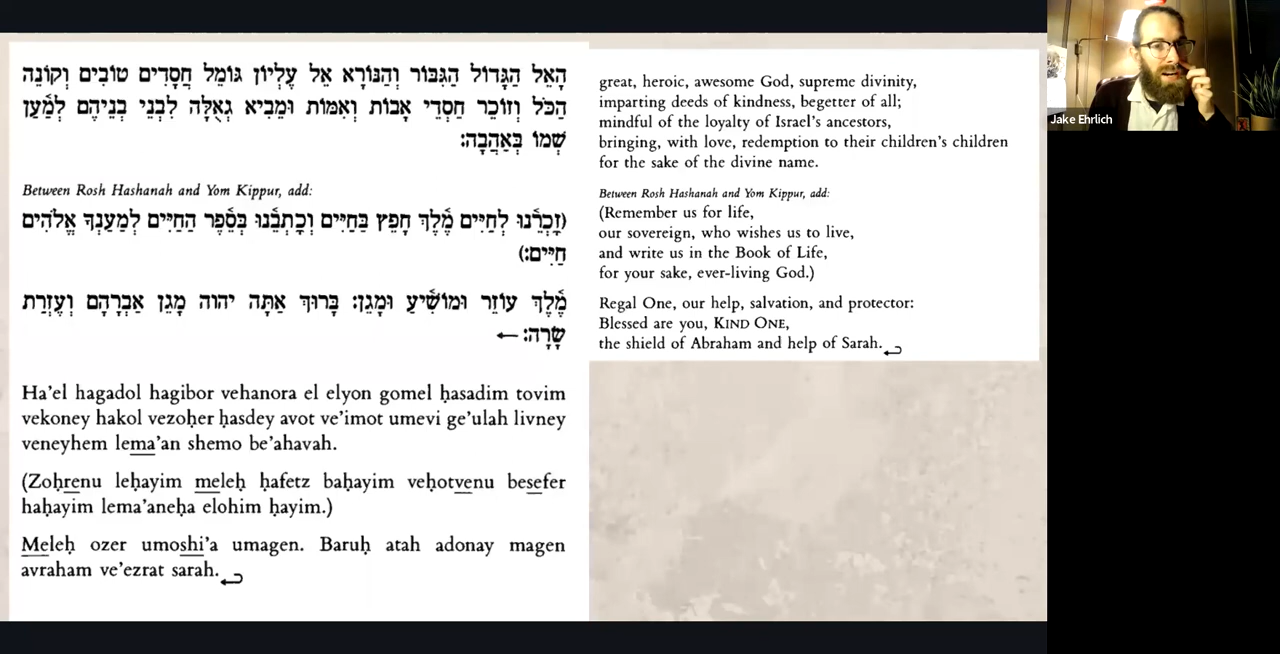 הָאֵל הַגָּדוֹל הַגִּבּוֹר וְהַנּוֹרָא אֵל עֶלְיוֹן גּוֹמֵל חֲסָדִים טוֹבִים וְקוֹנֵה
הַכֹּל וְזוֹכֵר חַסְדֵי אָבוֹת וְאִמּוֹת וּמֵבִיא גְאֻלָּה לִבְנֵי בְנֵיהֶם לְמַֽעַן
שְׁמוֹ בְּאַהֲבָה:
Between Rosh Hashanah and Yom Kippur, add:
(זָכְרֵֽנוּ לְחַיִּים מֶֽלֶךְ חָפֵץ בַּחַיִּים וְכָתְבֵֽנוּ בְּסֵֽפֶר הַחַיִּים לְמַעַנְךָ אֱלֹהִים
חַיִּים:)
מֶֽלֶךְ עוֹזֵר וּמוֹשִֽׁיעַ וּמָגֵן: בָּרוּךְ אַתָּה יהוה מָגֵן אַבְרָהָם וְעֶזְרַת
שָׂרָה: ←
Ha'el hagadol hagibor vehanora el elyon gomel ḥasadim tovim
vekoney hakol vezoḥer ḥasdey avot ve'imot umevi ge'ulah livney
veneyhem lema'an shemo be'ahavah.
(Zoḥrenu leḥayim meleḥ ḥafetz baḥayim veḥotvenu besefer
haḥayim lema'aneḥa elohim ḥayim.)
Meleḥ ozer umoshi'a umagen. Baruḥ atah adonay magen
avraham ve'ezrat sarah.
great, heroic, awesome God, supreme divinity,
imparting deeds of kindness, begetter of all;
mindful of the loyalty of Israel's ancestors,
bringing, with love, redemption to their children's children
for the sake of the divine name.
Between Rosh Hashanah and Yom Kippur, add:
(Remember us for life,
our sovereign, who wishes us to live,
and write us in the Book of Life,
for your sake, ever-living God.)
Regal One, our help, salvation, and protector:
Blessed are you, KIND ONE,
the shield of Abraham and help of Sarah.
Jake Ehrlich